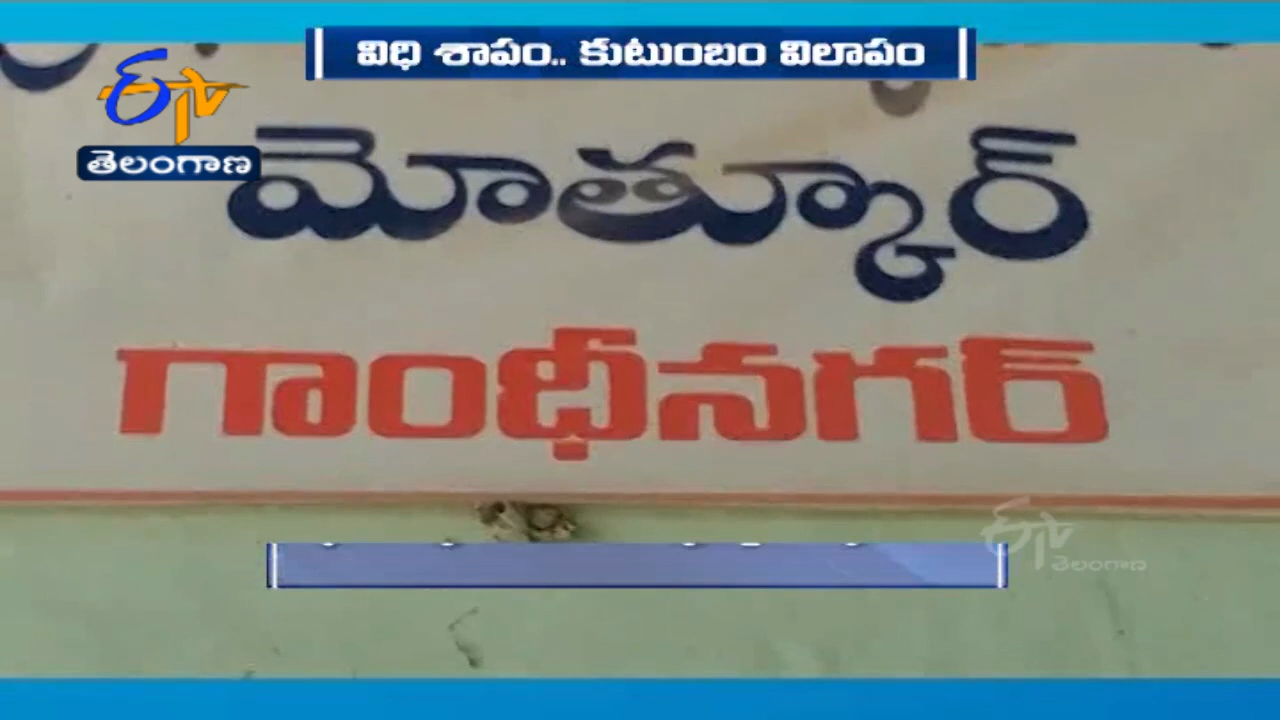 విధి శాపం.. కుటుంబం విలాపం
ETV
తెలంగాణ
మోత్కూర్
గాంధీనగర్
ETV
తెలంగాణ